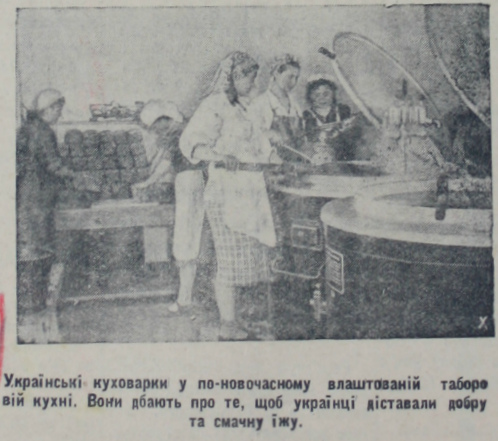 X
Українські куховарки у по-новочасному влаштованій таборо
вій кухні. Вони дбають про те, щоб українці діставали добру
та смачну їжу.